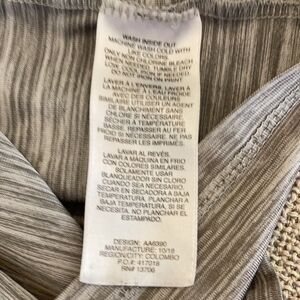 WASH INSIDE OUT
MACHINE WASH COLD WITH
LIKE COLORS
ONLY NON CHLORINE BLEACH
WHEN NEEDED. TUMBLE DRY
LOW. COOL IRON IF NEEDED.
DO NOT IRON ON PRINT
LAVER À L'ENVERS, LAVER À
LA MACHINE À L'EAU FROIDE
AVEC DES COULEURS
SIMILAIRE UTILISER UN AGENT
DE BLANCHIMENT SANS
CHLORE SI NÉCESSAIRE
SÉCHER À TEMPÉRATURE
BASSE. REPASSER AU FER
FROID SI NÉCESSAIRE. NE PAS
REPASSER LES IMPRIMÉS.
LAVAR AL REVÉS.
LAVAR A MAQUINA EN FRIO
CON COLORES SIMILARES.
SOLAMENTE USAR
BLANQUEADOR SIN CLORO
CUANDO SEA NECESARIO.
SECAR EN SECADORA A BAJA
TEMPERATURA, PLANCHAR A
BAJA TEMPERATURA, SI SE
NECESITA. NO PLANCHAR EL
ESTAMPADO.
DESIGN: AA6390
MANUFACTURE: 10/18
REGION/CITY: COLOMBO
P.O.#: 417018
RN# 13706